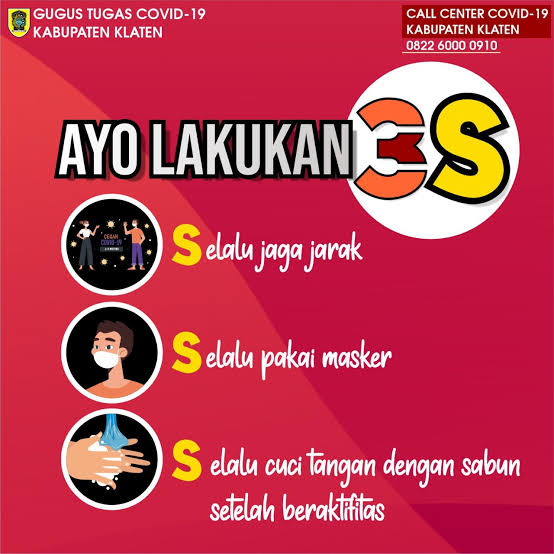 GUGUS TUGAS COVID-19
KABUPATEN KLATEN
CALL CENTER COVID-19
KABUPATEN KLATEN
0822 6000 0910
AYO LAKUKAN 3S
CEGAH
COVID-19
Selalu jaga jarak
Selalu pakai masker
Selalu cuci tangan dengan sabun
setelah beraktifitas